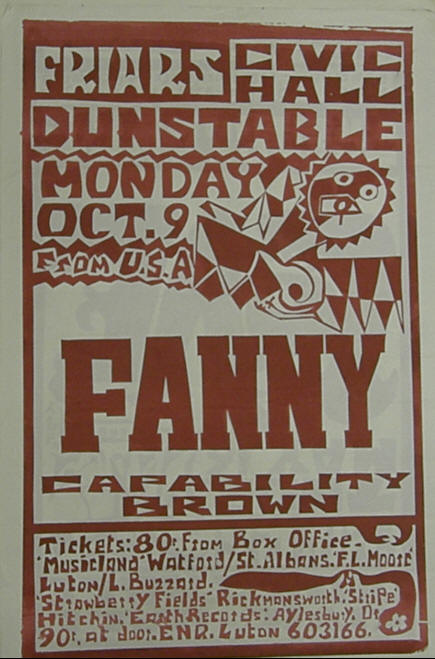 FRIARS
CIVIC
HALL
DUNSTABLE
MONDAY
OCT. 9
FROM U.S.A
FANNY
CAPABILITY
BROWN
Tickets: 80p. From Box Office.
'Musicland' Watford/St. Albans. 'F.L. Moore'
Luton/L. Buzzard.
'Strawberry Fields' Rickmansworth. 'Stripe'
Hitchin. 'Earth Records' Aylesbury. Or
90p. at door. ENQ. Luton 603166.